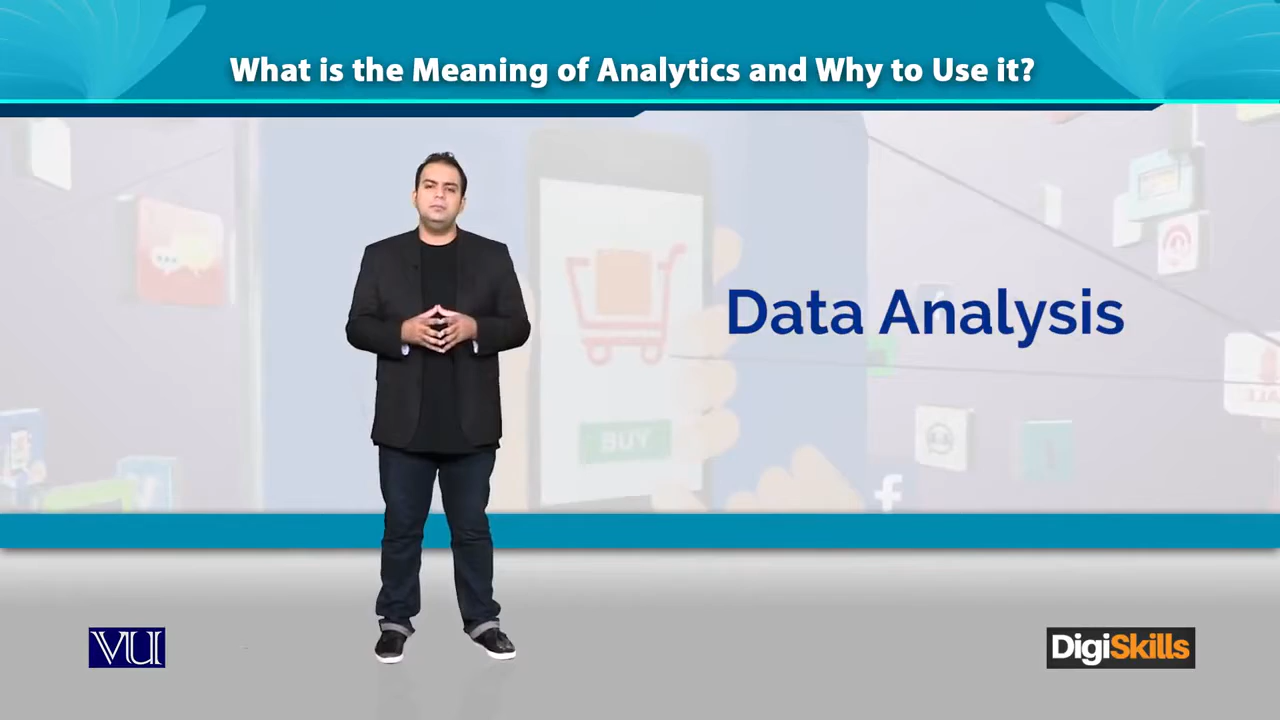 What is the Meaning of Analytics and Why to Use it?
Data Analysis
BUY
f
VU
DigiSkills